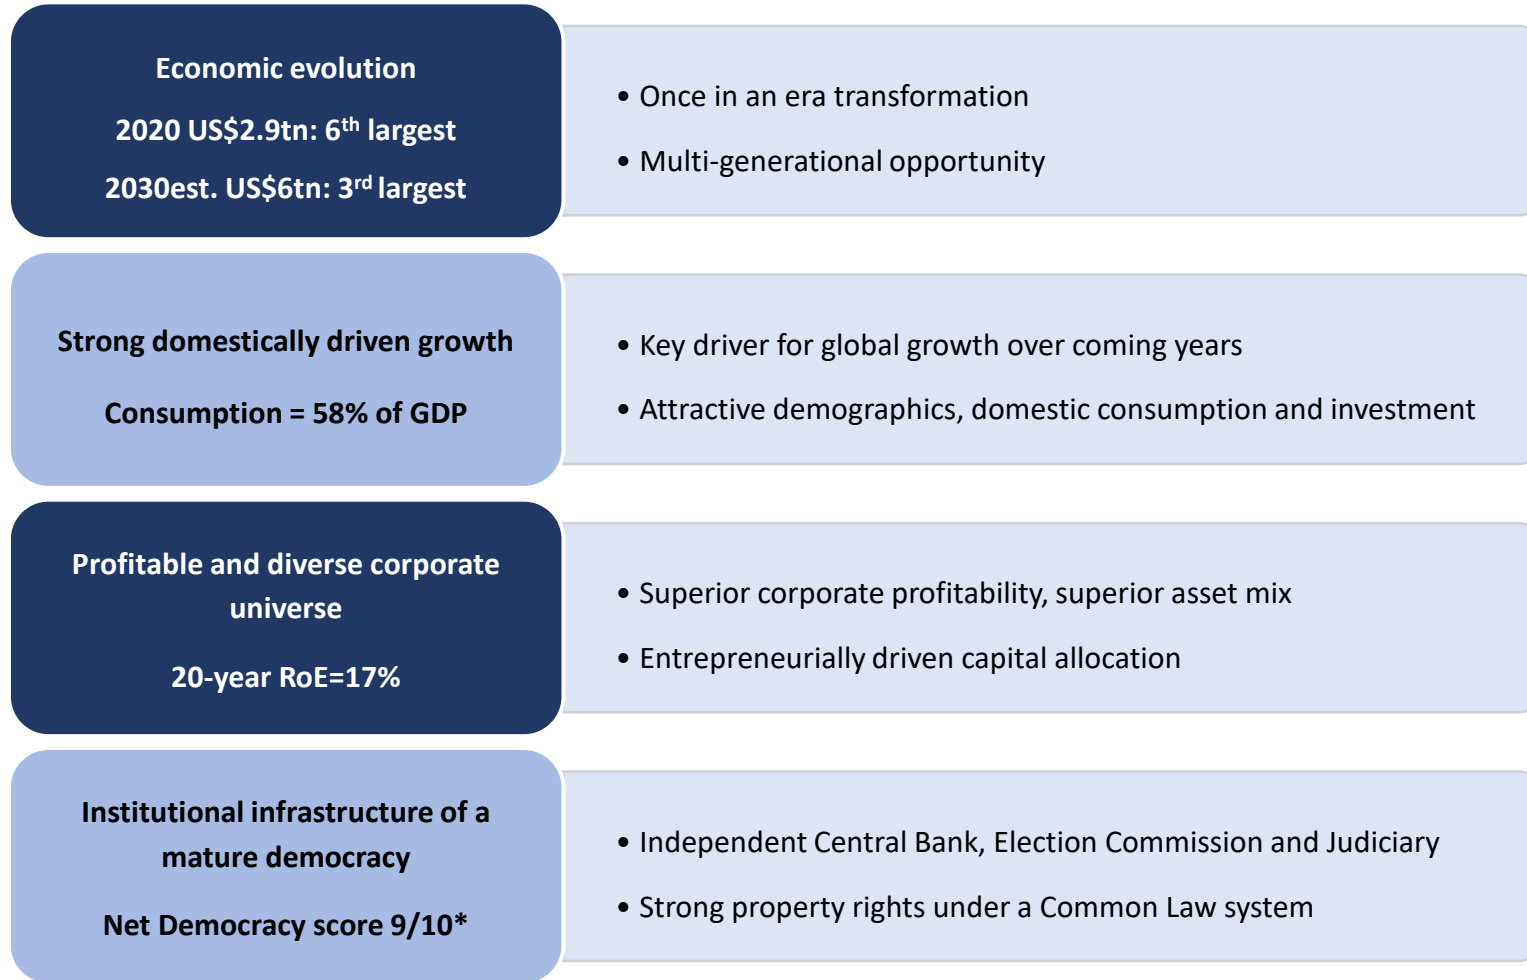 Economic evolution
2020 US$2.9tn: 6th largest
2030est. US$6tn: 3rd largest
• Once in an era transformation
• Multi-generational opportunity
Strong domestically driven growth
Consumption = 58% of GDP
• Key driver for global growth over coming years
• Attractive demographics, domestic consumption and investment
Profitable and diverse corporate
universe
20-year RoE=17%
• Superior corporate profitability, superior asset mix
• Entrepreneurially driven capital allocation
Institutional infrastructure of a
mature democracy
Net Democracy score 9/10*
• Independent Central Bank, Election Commission and Judiciary
• Strong property rights under a Common Law system